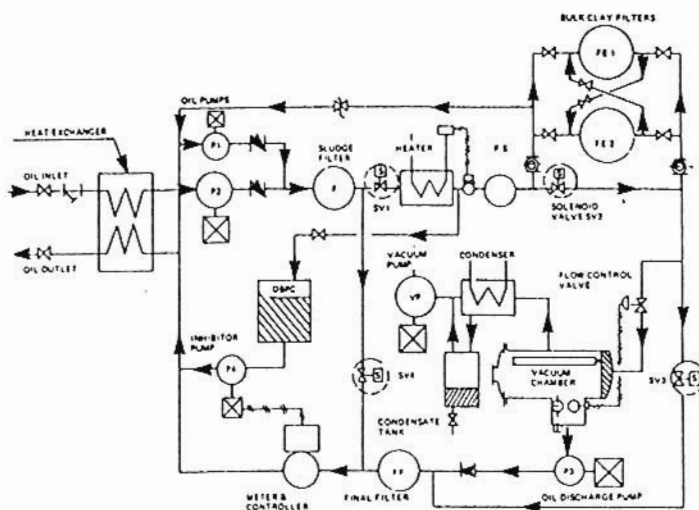 BULK CLAY FILTERS
FE 1
FE 2
OIL PUMPS
HEAT EXCHANGER
P1
SLUDGE
FILTER
HEATER
F.S
OIL INLET
P2
F
S
SV1
S
SOLENOID
VALVE SV2
OIL OUTLET
VACUUM
PUMP
CONDENSER
FLOW CONTROL
VALVE
DBPC
VP
INHIBITOR
PUMP
P4
S
SV4
VACUUM
CHAMBER
SV3
S
CONDENSATE
TANK
FF
P3
METER &
CONTROLLER
FINAL FILTER
OIL DISCHARGE PUMP